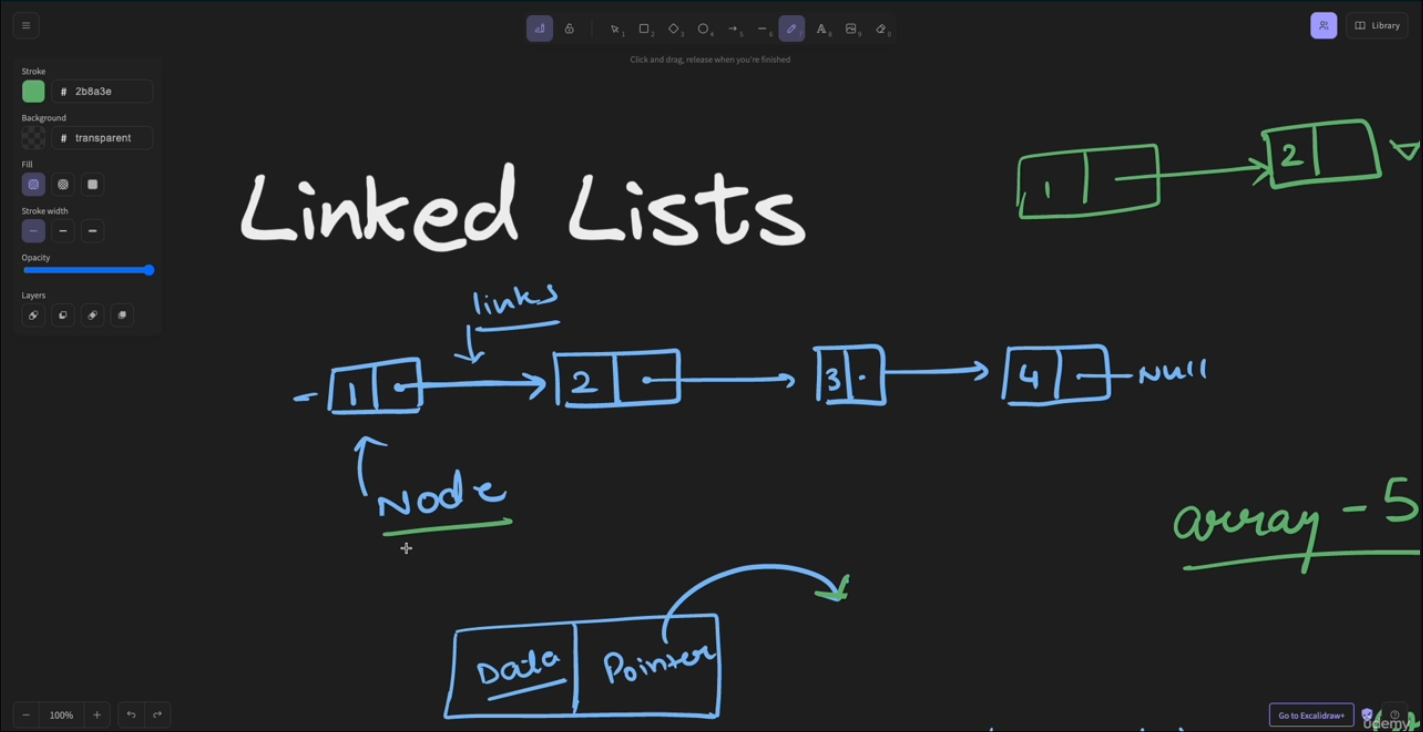 Library
Click and drag, release when you're finished
Stroke
# 2b8a3e
Background
# transparent
Fill
Stroke width
Opacity
Layers
Linked Lists
1 2
links
1 2 3 4 Null
Node
array - 5
Data Pointer
100%
Go to Excalidraw+
udemy